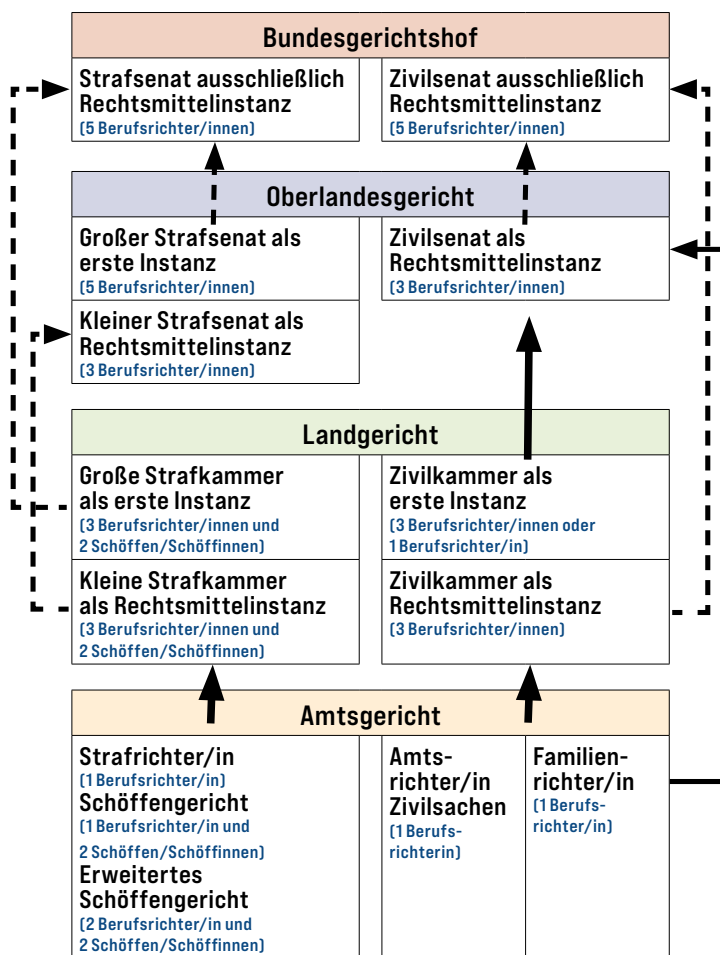 Bundesgerichtshof
Strafsenat ausschließlich
Rechtsmittelinstanz
(5 Berufsrichter/innen)
Zivilsenat ausschließlich
Rechtsmittelinstanz
(5 Berufsrichter/innen)
Oberlandesgericht
Großer Strafsenat als
erste Instanz
(5 Berufsrichter/innen)
Kleiner Strafsenat als
Rechtsmittelinstanz
(3 Berufsrichter/innen)
Zivilsenat als
Rechtsmittelinstanz
(3 Berufsrichter/innen)
Landgericht
Große Strafkammer
als erste Instanz
(3 Berufsrichter/innen und
2 Schöffen/Schöffinnen)
Kleine Strafkammer
als Rechtsmittelinstanz
(3 Berufsrichter/innen und
2 Schöffen/Schöffinnen)
Zivilkammer als
erste Instanz
(3 Berufsrichter/innen oder
1 Berufsrichter/in)
Zivilkammer als
Rechtsmittelinstanz
(3 Berufsrichter/innen)
Amtsgericht
Strafrichter/in
(1 Berufsrichter/in)
Schöffengericht
(1 Berufsrichter/in und
2 Schöffen/Schöffinnen)
Erweitertes
Schöffengericht
(2 Berufsrichter/in und
2 Schöffen/Schöffinnen)
Amts-
richter/in
Zivilsachen
(1 Berufs-
richterin)
Familien-
richter/in
(1 Berufs-
richter/in)